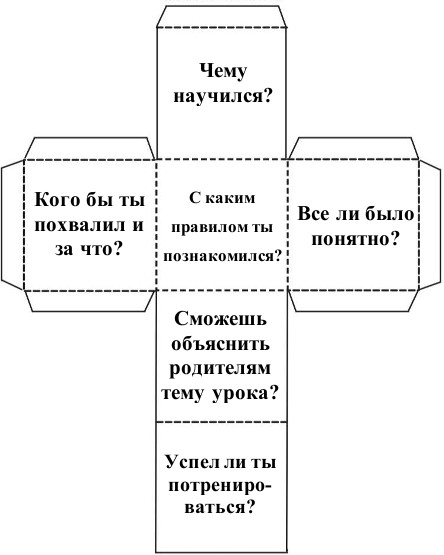 Чему
научился?
Кого бы ты
похвалил и
за что?
С каким
правилом ты
познакомился?
Все ли было
понятно?
Сможешь
объяснить
родителям
тему урока?
Успел ли ты
потрениро-
ваться?